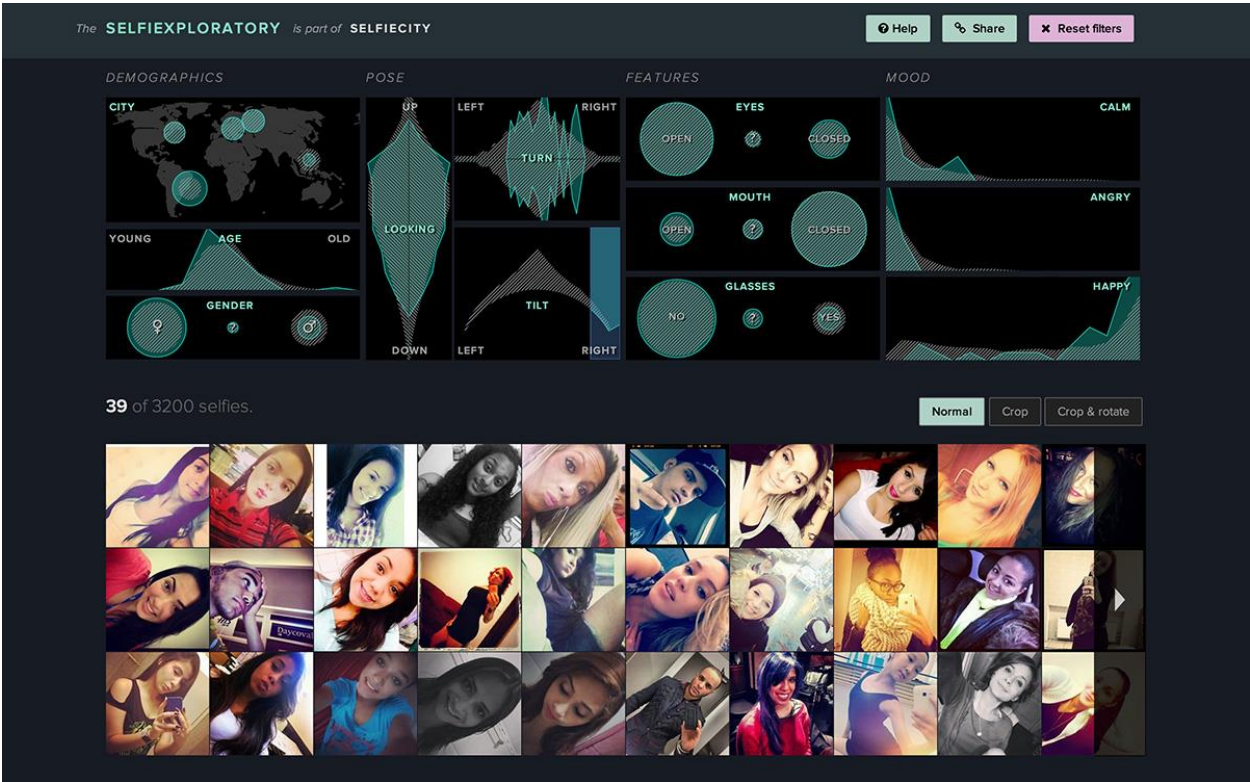 The SELFIEXPLORATORY is part of SELFIECITY
? Help
Share
✖ Reset filters
DEMOGRAPHICS
POSE
FEATURES
MOOD
CITY
YOUNG AGE OLD
GENDER
♀ ? ♂
UP
LOOKING
DOWN
LEFT RIGHT
TURN
TILT
LEFT RIGHT
EYES
OPEN ? CLOSED
MOUTH
OPEN ? CLOSED
GLASSES
NO ? YES
CALM
ANGRY
HAPPY
39 of 3200 selfies.
Normal
Crop
Crop & rotate
Daycoval